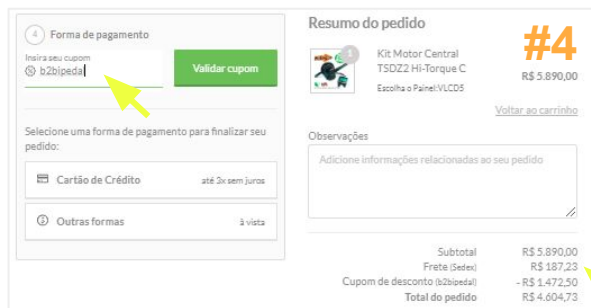 4 Forma de pagamento
Insira seu cupom
b2bipedal
Validar cupom
Selecione uma forma de pagamento para finalizar seu
pedido:
Cartão de Crédito até 3x sem juros
Outras formas à vista
Resumo do pedido
#4
1
Kit Motor Central
TSDZ2 Hi-Torque C
Escolha o Painel:VLCD5
R$ 5.890,00
Voltar ao carrinho
Observações
Adicione informações relacionadas ao seu pedido
Subtotal R$ 5.890,00
Frete (Sedex) R$ 187,23
Cupom de desconto (b2bipedal) - R$ 1.472,50
Total do pedido R$ 4.604,73